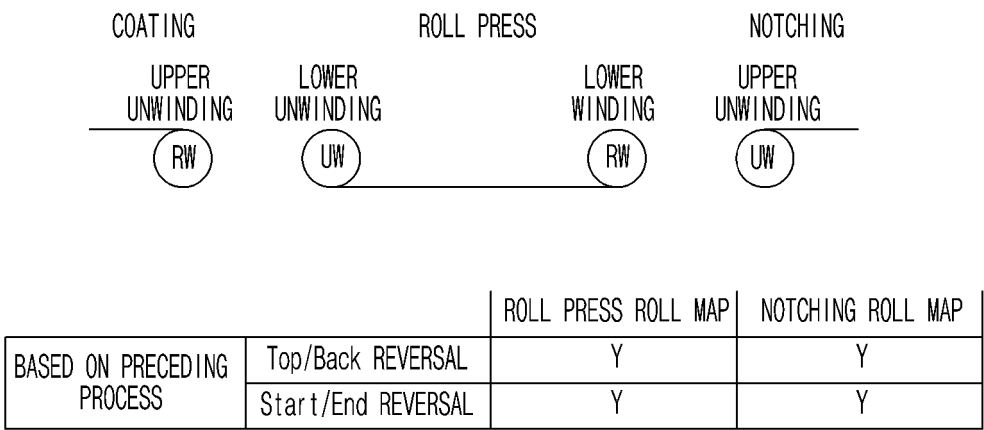 COATING ROLL PRESS NOTCHING
UPPER UNWINDING
LOWER UNWINDING
LOWER WINDING
UPPER UNWINDING
RW UW RW UW
ROLL PRESS ROLL MAP NOTCHING ROLL MAP
BASED ON PRECEDING PROCESS
Top/Back REVERSAL Y Y
Start/End REVERSAL Y Y